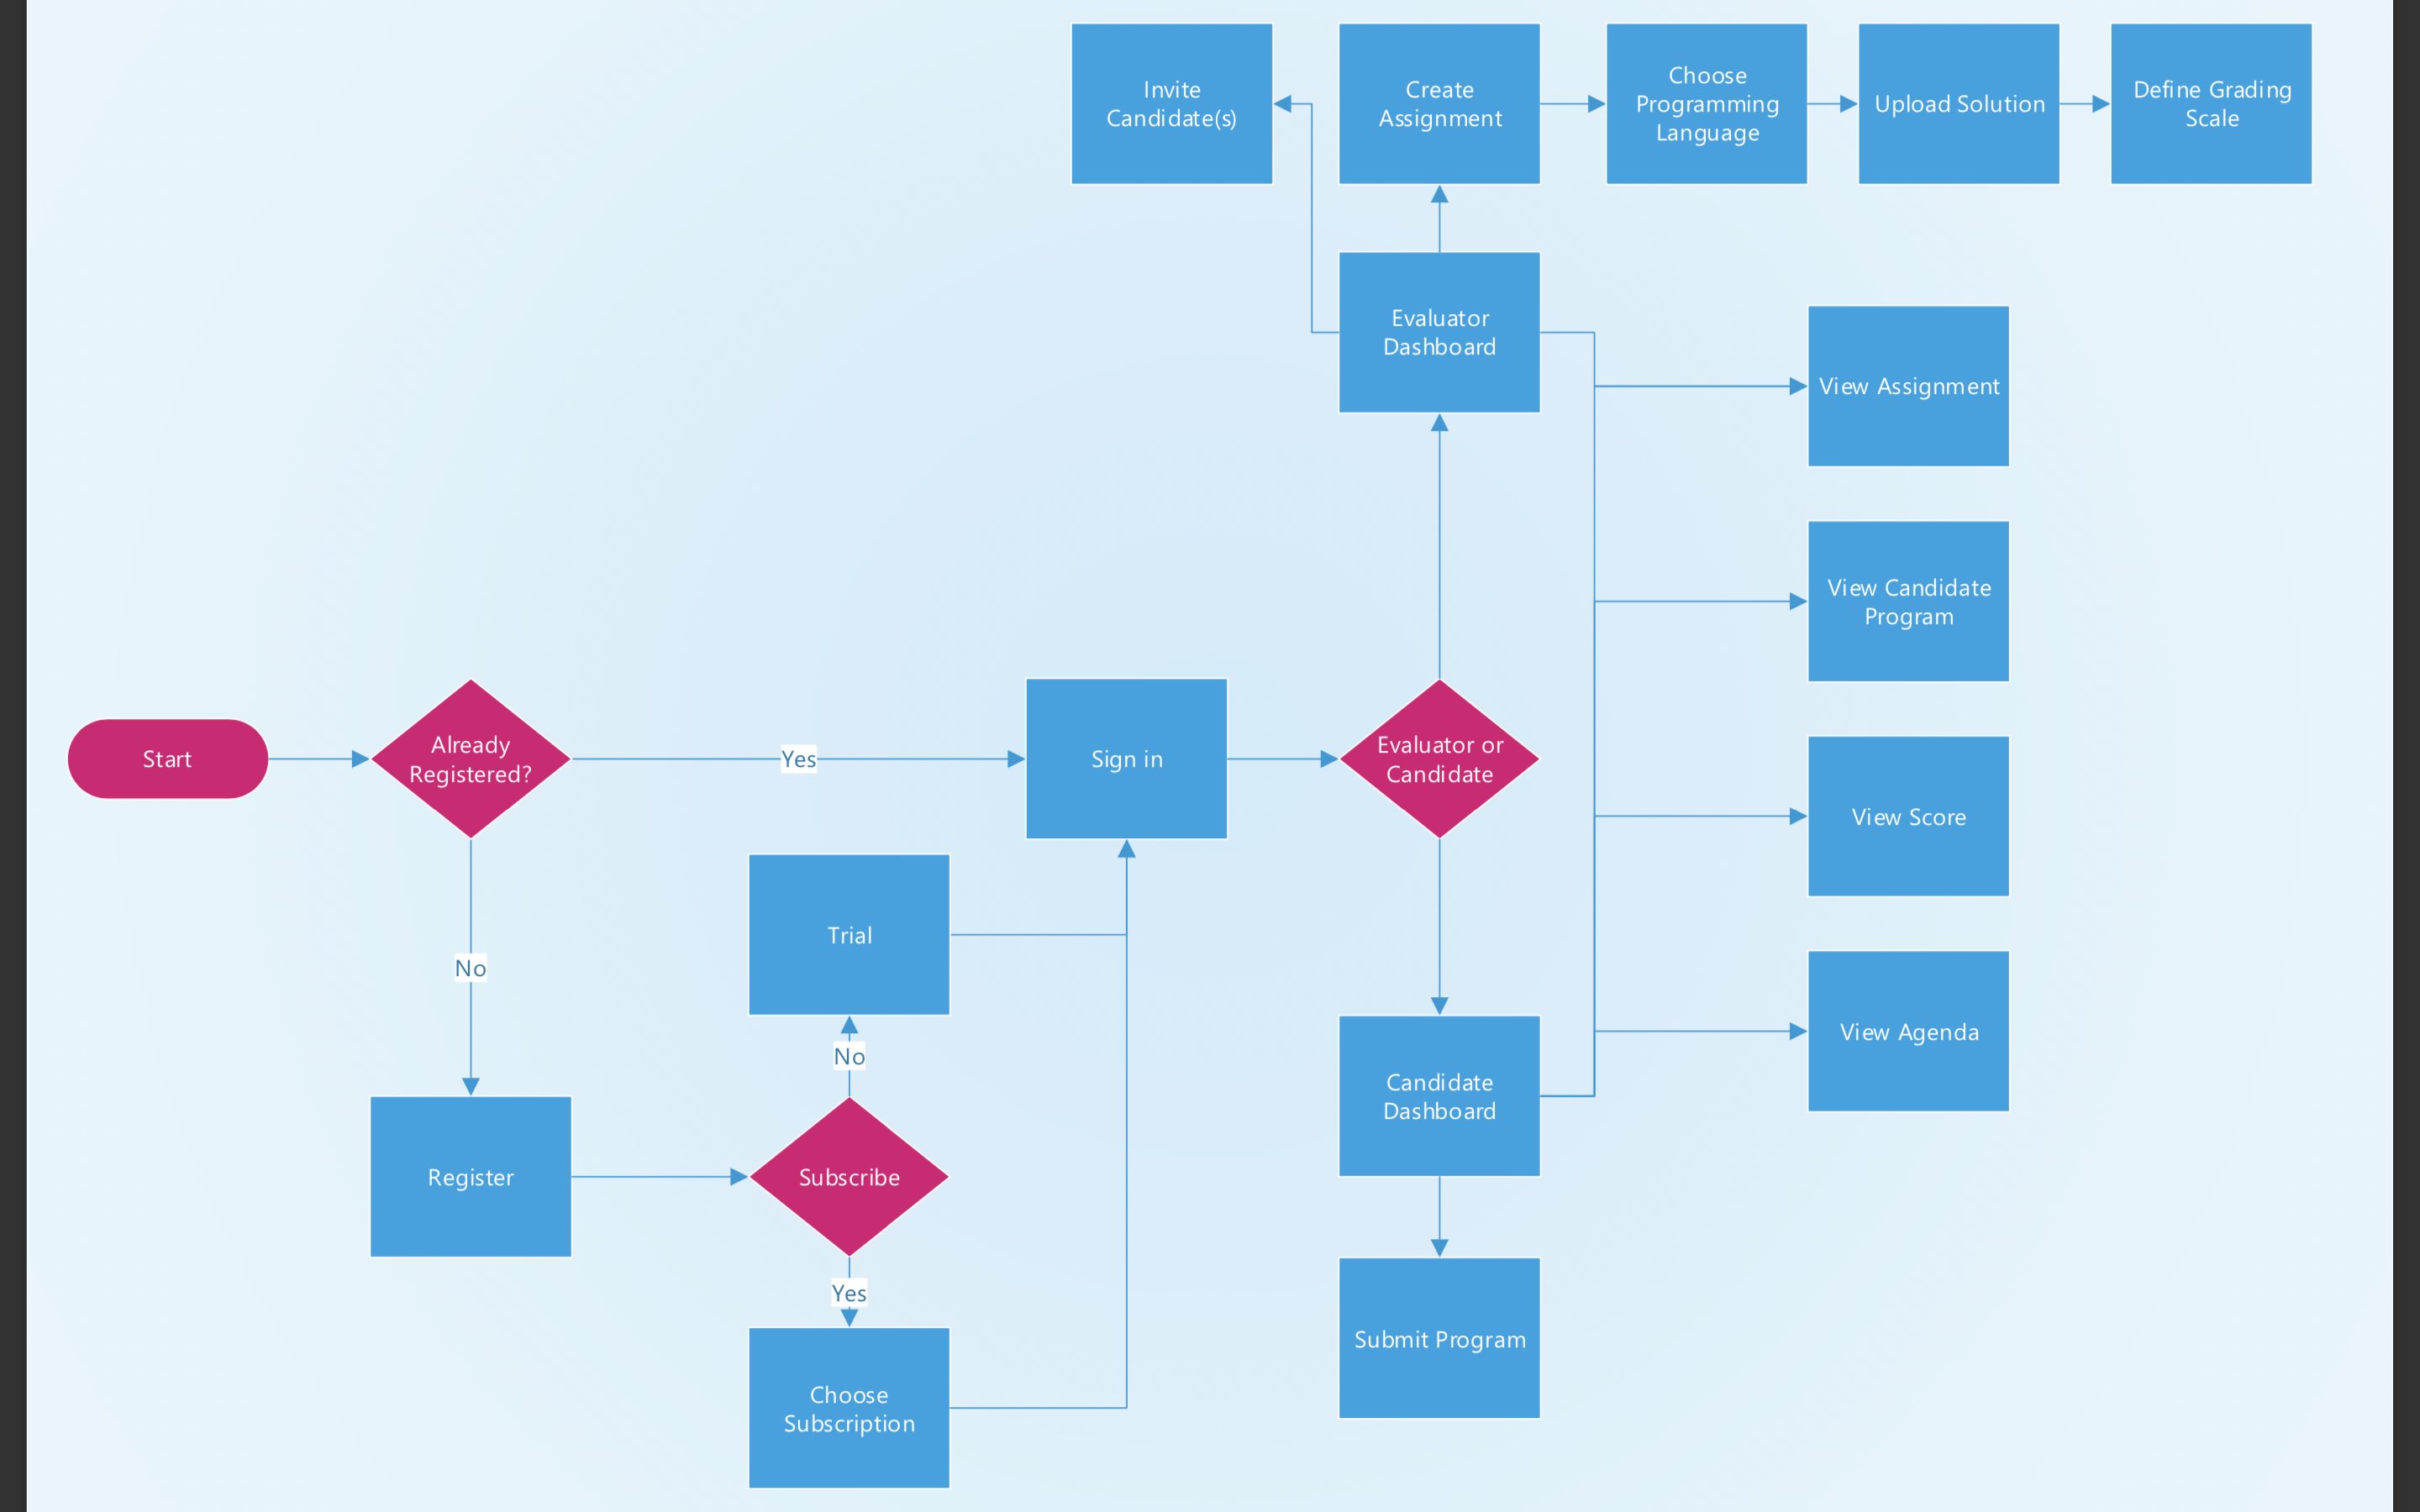 Invite
Candidate(s)
Create
Assignment
Choose
Programming
Language
Upload Solution
Define Grading
Scale
Evaluator
Dashboard
View Assignment
View Candidate
Program
Start
Already
Registered?
Yes
Sign in
Evaluator or
Candidate
View Score
Trial
No
No
View Agenda
Candidate
Dashboard
Register
Subscribe
Yes
Submit Program
Choose
Subscription